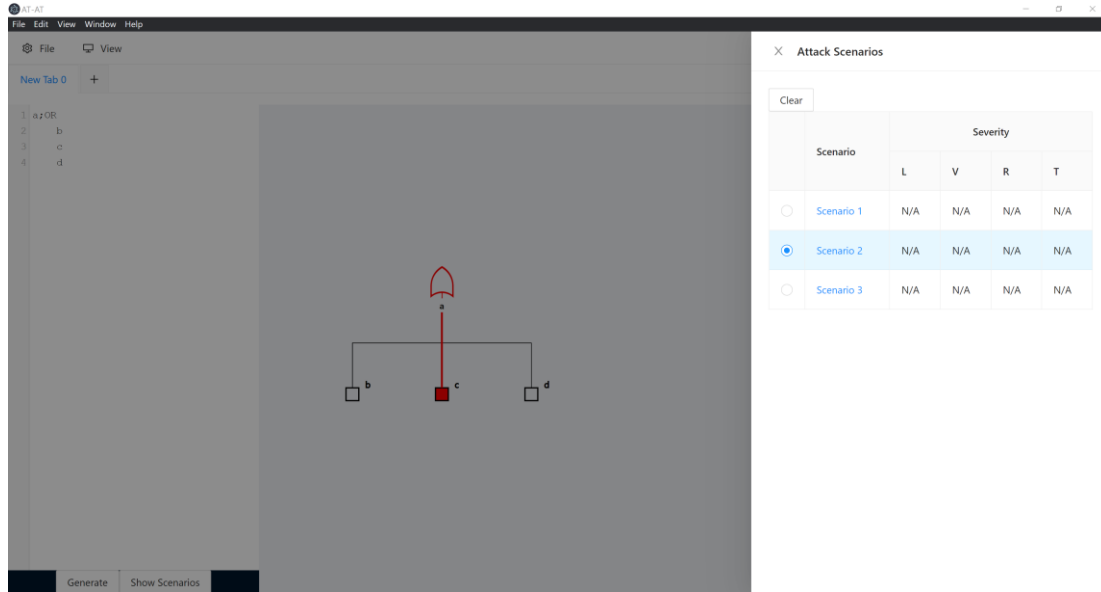 AT-AT
File Edit View Window Help
File View
New Tab 0 +
1 a;OR
2 b
3 c
4 d
a
b
c
d
Generate
Show Scenarios
Attack Scenarios
Clear
Scenario Severity
L V R T
Scenario 1 N/A N/A N/A N/A
Scenario 2 N/A N/A N/A N/A
Scenario 3 N/A N/A N/A N/A